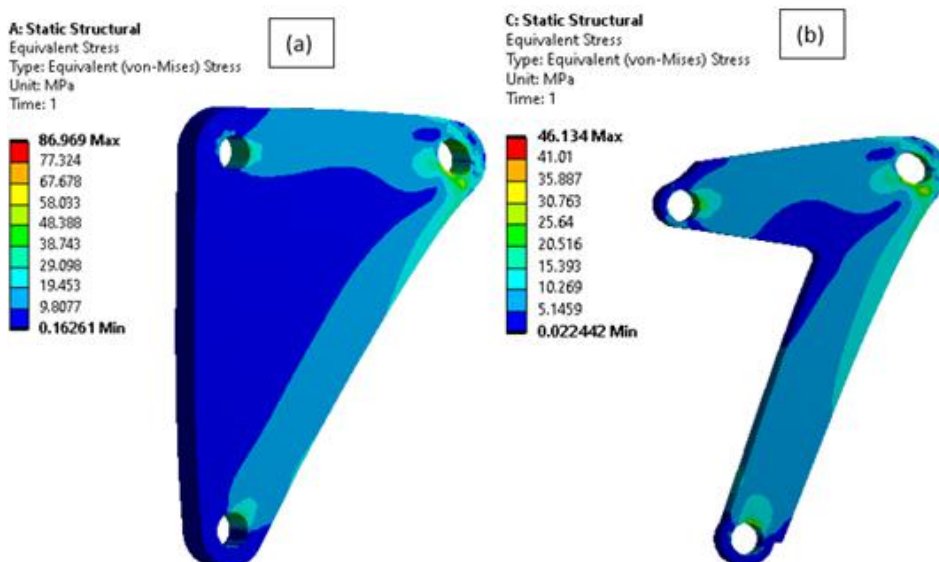 A: Static Structural
Equivalent Stress
Type: Equivalent (von-Mises) Stress
Unit: MPa
Time: 1
(a)
86.969 Max
77.324
67.678
58.033
48.388
38.743
29.098
19.453
9.8077
0.16261 Min
C: Static Structural
Equivalent Stress
Type: Equivalent (von-Mises) Stress
Unit: MPa
Time: 1
(b)
46.134 Max
41.01
35.887
30.763
25.64
20.516
15.393
10.269
5.1459
0.022442 Min